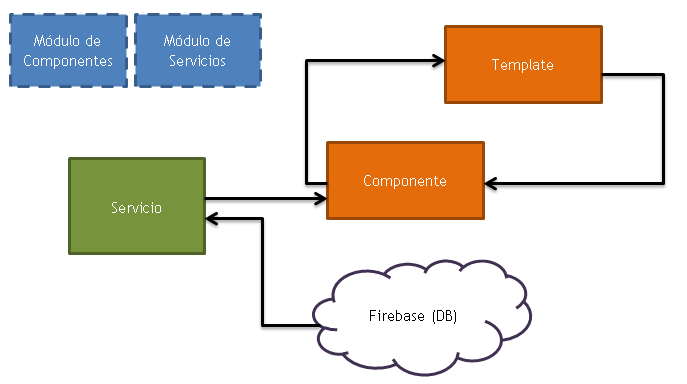 Módulo de
Componentes
Módulo de
Servicios
Template
Componente
Servicio
Firebase (DB)